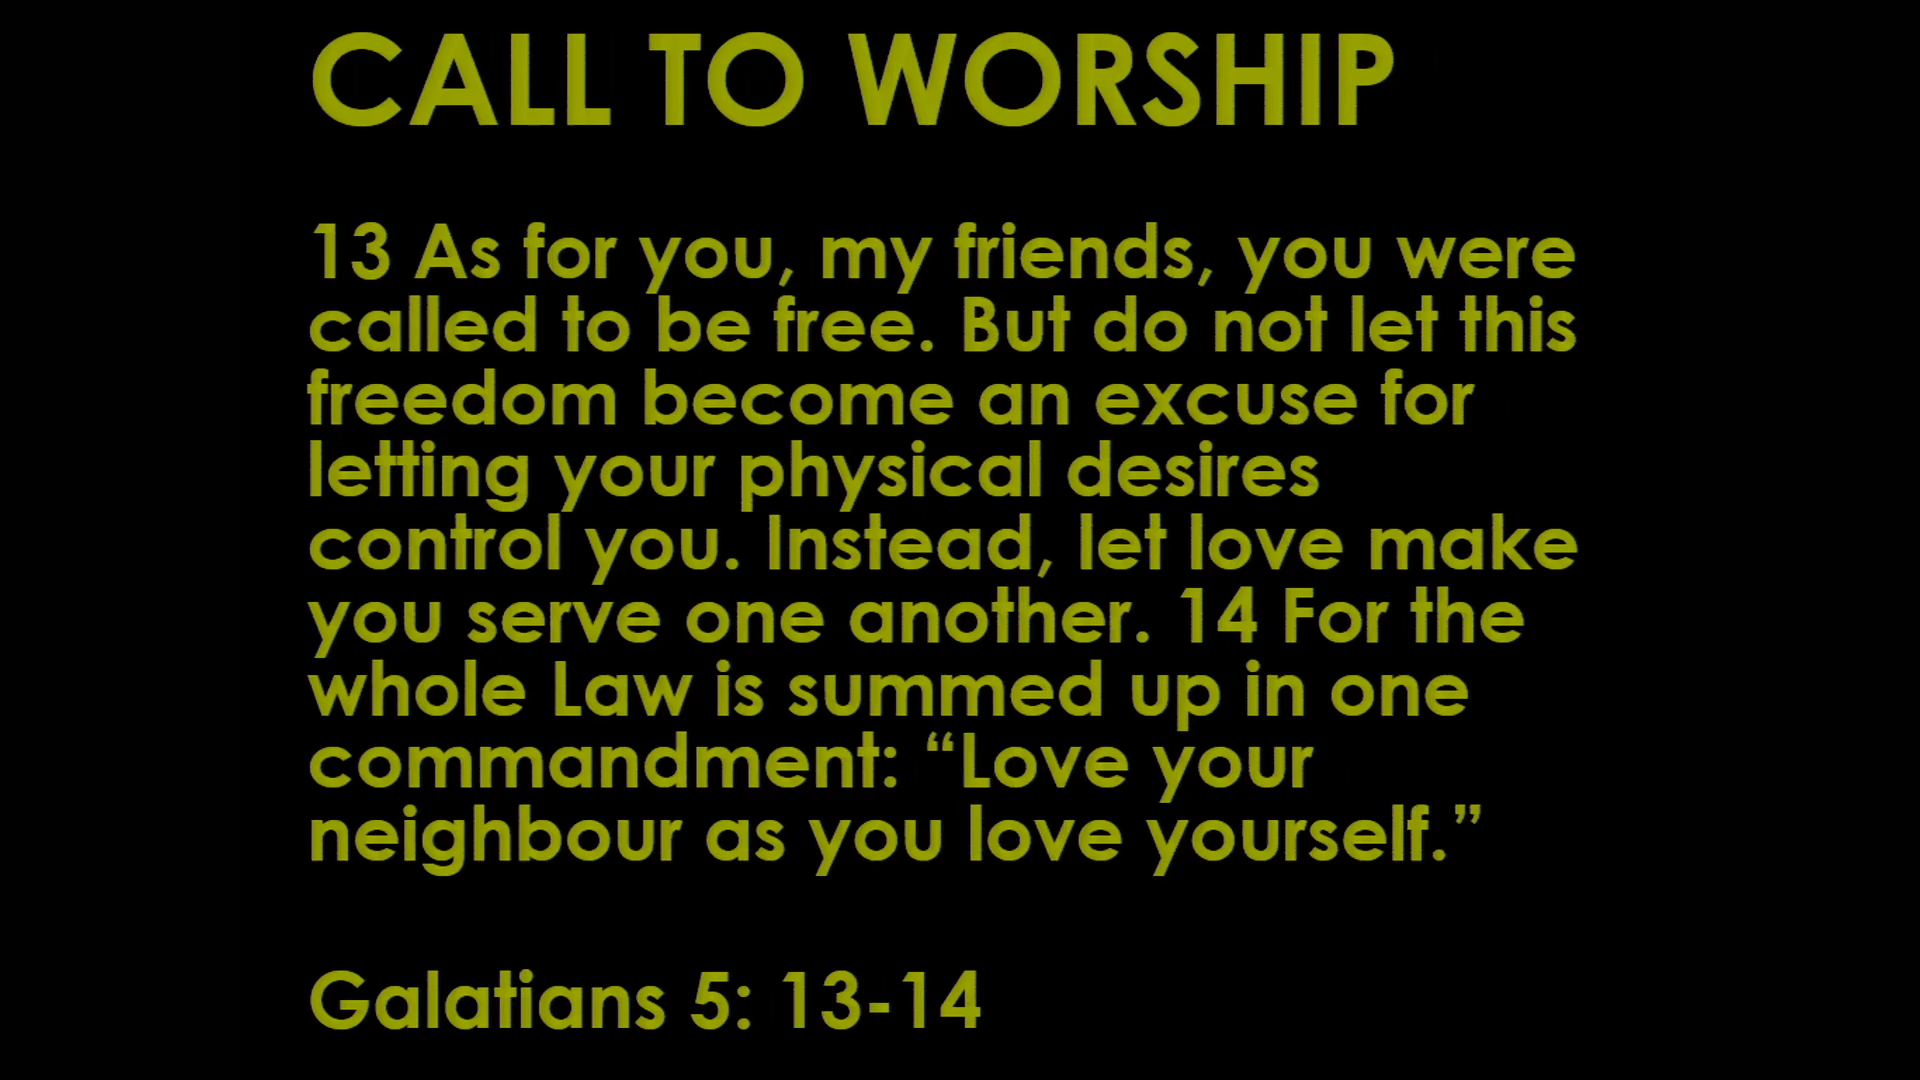 CALL TO WORSHIP
13 As for you, my friends, you were
called to be free. But do not let this
freedom become an excuse for
letting your physical desires
control you. Instead, let love make
you serve one another. 14 For the
whole Law is summed up in one
commandment: “Love your
neighbour as you love yourself.”
Galatians 5: 13-14